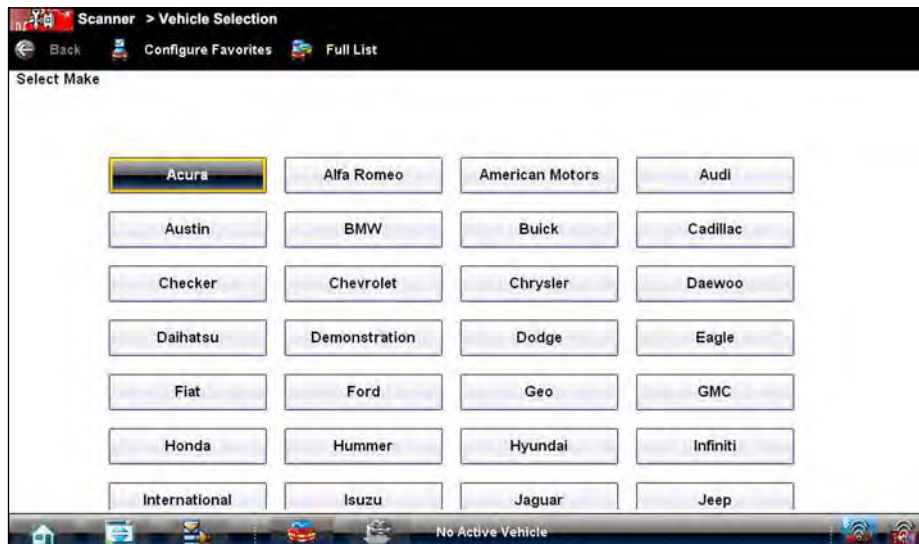 Scanner > Vehicle Selection
Back Configure Favorites Full List
Select Make
Acura Alfa Romeo American Motors Audi
Austin BMW Buick Cadillac
Checker Chevrolet Chrysler Daewoo
Daihatsu Demonstration Dodge Eagle
Fiat Ford Geo GMC
Honda Hummer Hyundai Infiniti
International Isuzu Jaguar Jeep
No Active Vehicle